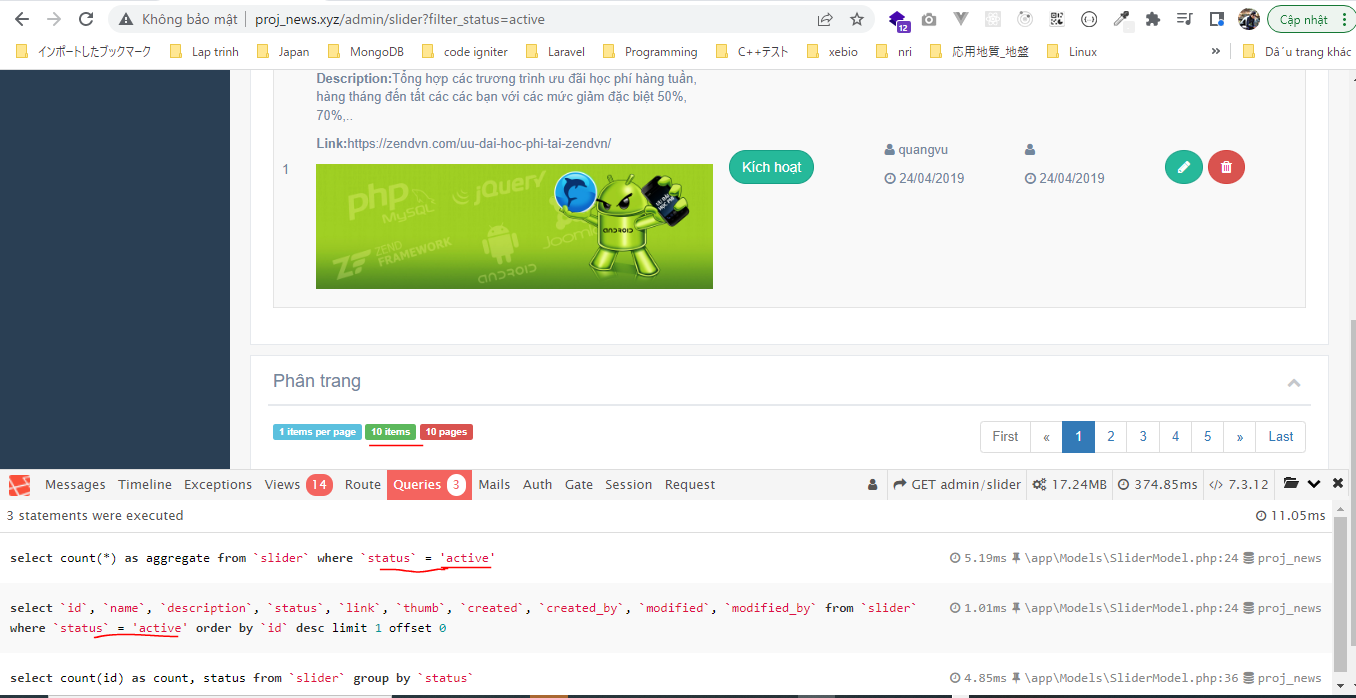 Không bảo mật
proj_news.xyz/admin/slider?filter_status=active
12
Cập nhật
インポートしたブックマーク
Lap trinh
Japan
MongoDB
code igniter
Laravel
Programming
C++テスト
xebio
nri
応用地質_地盤
Linux
»
Dấu trang khác
Description:Tổng hợp các trương trình ưu đãi học phí hàng tuần,
hàng tháng đến tất các các bạn với các mức giảm đặc biệt 50%,
70%,..
Link:https://zendvn.com/uu-dai-hoc-phi-tai-zendvn/
1
php
MySQL
jQuery
ZF ZEND
FRAMEWORK
ANDROID
Joom
ANDROID
Kích hoạt
quangvu
24/04/2019
24/04/2019
Phân trang
1 items per page
10 items
10 pages
First
«
1
2
3
4
5
»
Last
Messages
Timeline
Exceptions
Views 14
Route
Queries 3
Mails
Auth
Gate
Session
Request
GET admin/slider
17.24MB
374.85ms
7.3.12
3 statements were executed
11.05ms
select count(*) as aggregate from `slider` where `status` = 'active'
5.19ms
\app\Models\SliderModel.php:24
proj_news
select `id`, `name`, `description`, `status`, `link`, `thumb`, `created`, `created_by`, `modified`, `modified_by` from `slider`
where `status` = 'active' order by `id` desc limit 1 offset 0
1.01ms
\app\Models\SliderModel.php:24
proj_news
select count(id) as count, status from `slider` group by `status`
4.85ms
\app\Models\SliderModel.php:36
proj_news